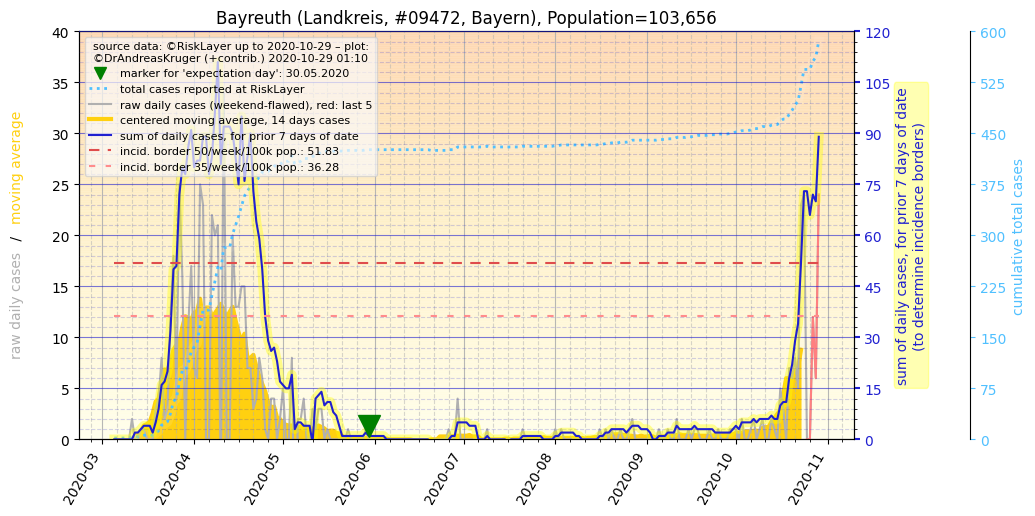 Bayreuth (Landkreis, #09472, Bayern), Population=103,656
source data: ©RiskLayer up to 2020-10-29 – plot:
©DrAndreasKruger (+contrib.) 2020-10-29 01:10
marker for 'expectation day': 30.05.2020
total cases reported at RiskLayer
raw daily cases (weekend-flawed), red: last 5
centered moving average, 14 days cases
sum of daily cases, for prior 7 days of date
incid. border 50/week/100k pop.: 51.83
incid. border 35/week/100k pop.: 36.28
raw daily cases / moving average
40
35
30
25
20
15
10
5
0
2020-03
2020-04
2020-05
2020-06
2020-07
2020-08
2020-09
2020-10
2020-11
120
105
90
75
60
45
30
15
0
sum of daily cases, for prior 7 days of date
(to determine incidence borders)
600
525
450
375
300
225
150
75
0
cumulative total cases